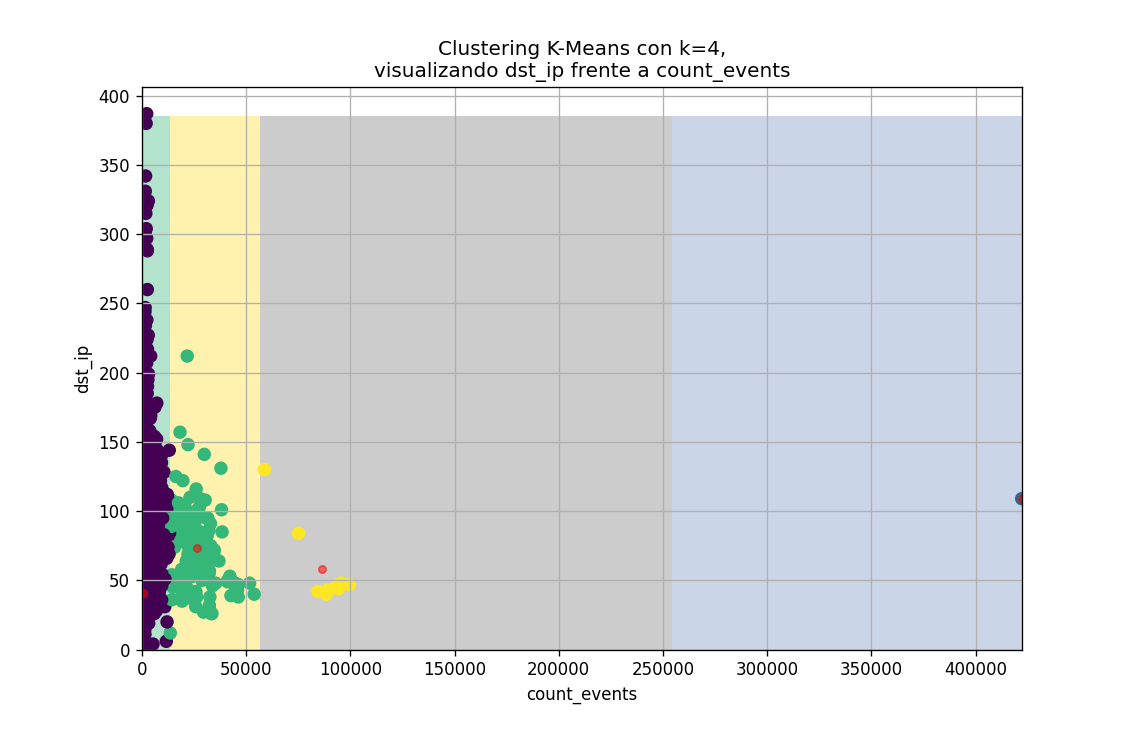 Clustering K-Means con k=4,
visualizando dst_ip frente a count_events
400
350
300
250
200
150
100
50
0
dst_ip
0 50000 100000 150000 200000 250000 300000 350000 400000
count_events